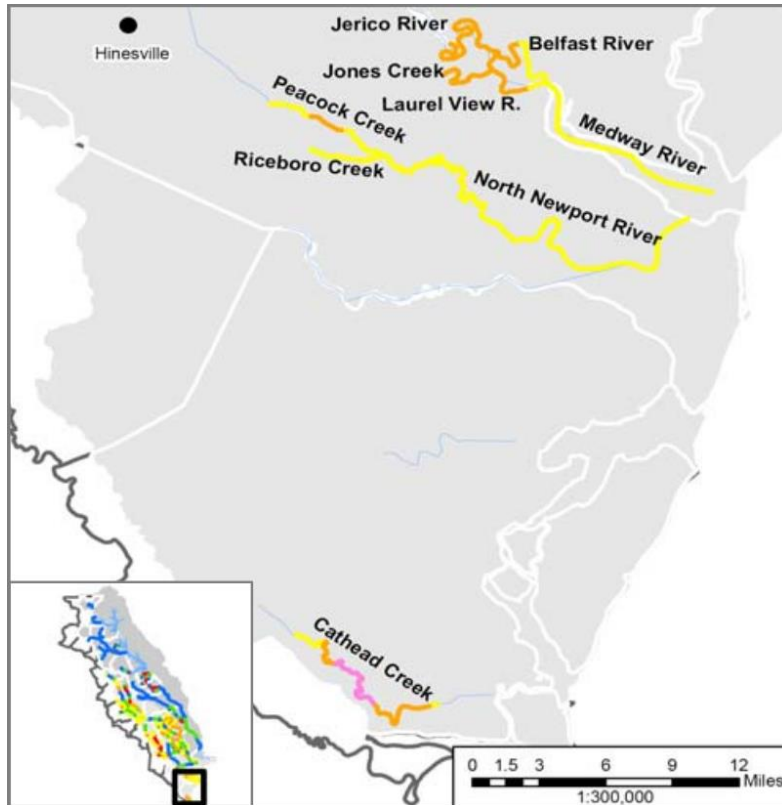 Jerico River
Belfast River
Hinesville
Jones Creek
Laurel View R.
Peacock Creek
Medway River
Riceboro Creek
North Newport River
Cathead Creek
0 1.5 3 6 9 12
Miles
1:300,000